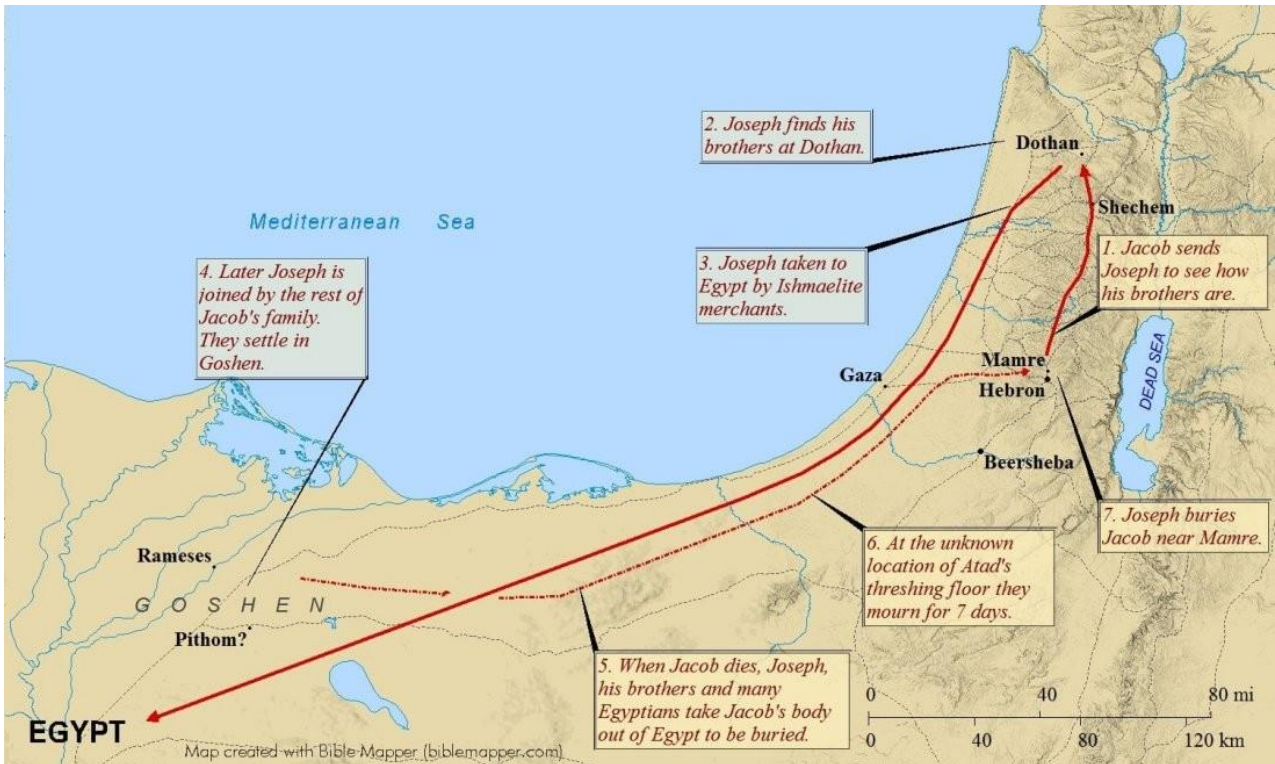 2. Joseph finds his
brothers at Dothan.
Dothan
Mediterranean Sea
Shechem
1. Jacob sends
Joseph to see how
his brothers are.
3. Joseph taken to
Egypt by Ishmaelite
merchants.
4. Later Joseph is
joined by the rest of
Jacob's family.
They settle in
Goshen.
Mamre
Gaza
Hebron
DEAD SEA
Beersheba
7. Joseph buries
Jacob near Mamre.
6. At the unknown
location of Atad's
threshing floor they
mourn for 7 days.
Rameses
GOSHEN
Pithom?
5. When Jacob dies, Joseph,
his brothers and many
Egyptians take Jacob's body
out of Egypt to be buried.
0 40 80 mi
0 40 80 120 km
EGYPT
Map created with Bible Mapper (biblemapper.com)